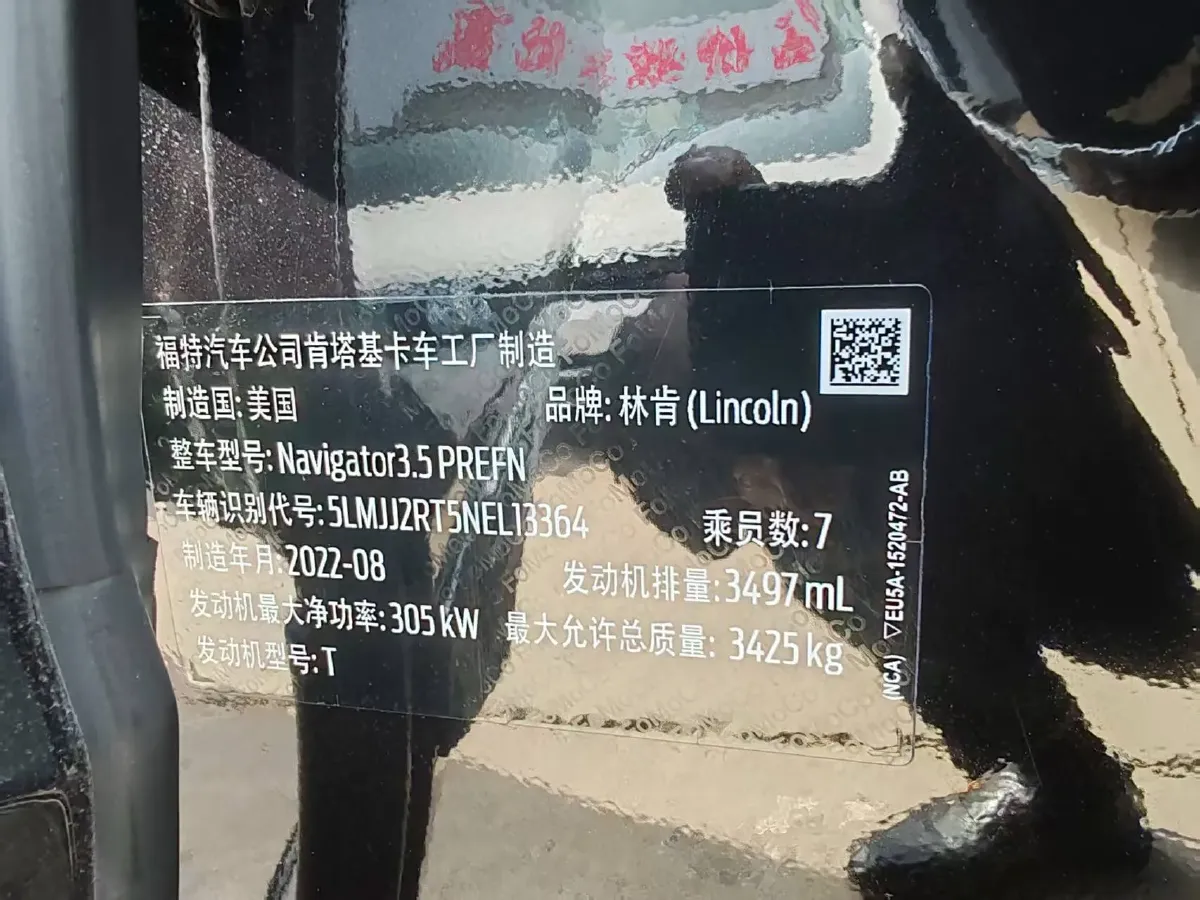 福特汽车公司肯塔基卡车工厂制造
制造国: 美国
品牌: 林肯 (Lincoln)
整车型号: Navigator3.5 PREFN
车辆识别代号: 5LMJJ2RT5NEL13364
乘员数: 7
制造年月: 2022-08
发动机排量: 3497 mL
发动机最大净功率: 305 kW
最大允许总质量: 3425 kg
发动机型号: T
(NCA) ▽EU5A-1520472-AB
FoMoCo